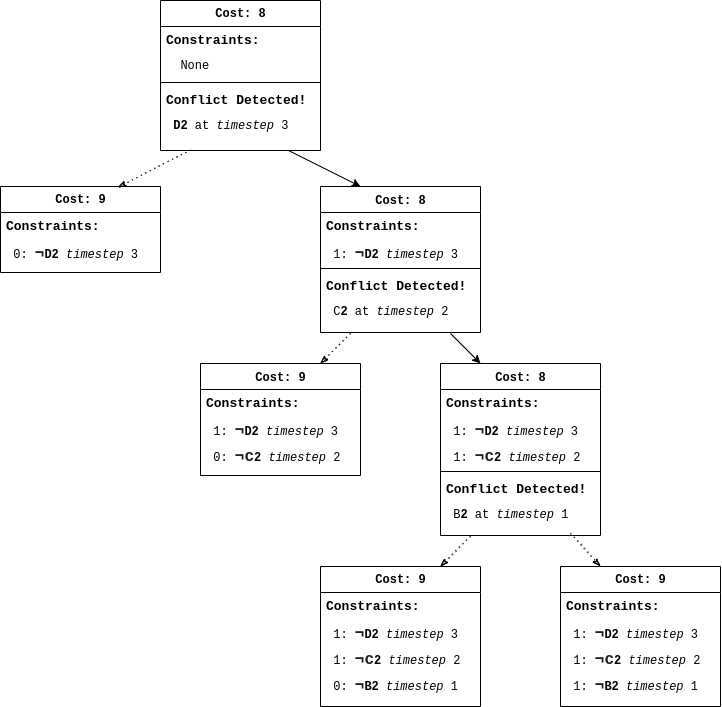 Cost: 8
Constraints:
None
Conflict Detected!
D2 at timestep 3
Cost: 9
Constraints:
0: ¬D2 timestep 3
Cost: 8
Constraints:
1: ¬D2 timestep 3
Conflict Detected!
C2 at timestep 2
Cost: 9
Constraints:
1: ¬D2 timestep 3
0: ¬C2 timestep 2
Cost: 8
Constraints:
1: ¬D2 timestep 3
1: ¬C2 timestep 2
Conflict Detected!
B2 at timestep 1
Cost: 9
Constraints:
1: ¬D2 timestep 3
1: ¬C2 timestep 2
0: ¬B2 timestep 1
Cost: 9
Constraints:
1: ¬D2 timestep 3
1: ¬C2 timestep 2
1: ¬B2 timestep 1